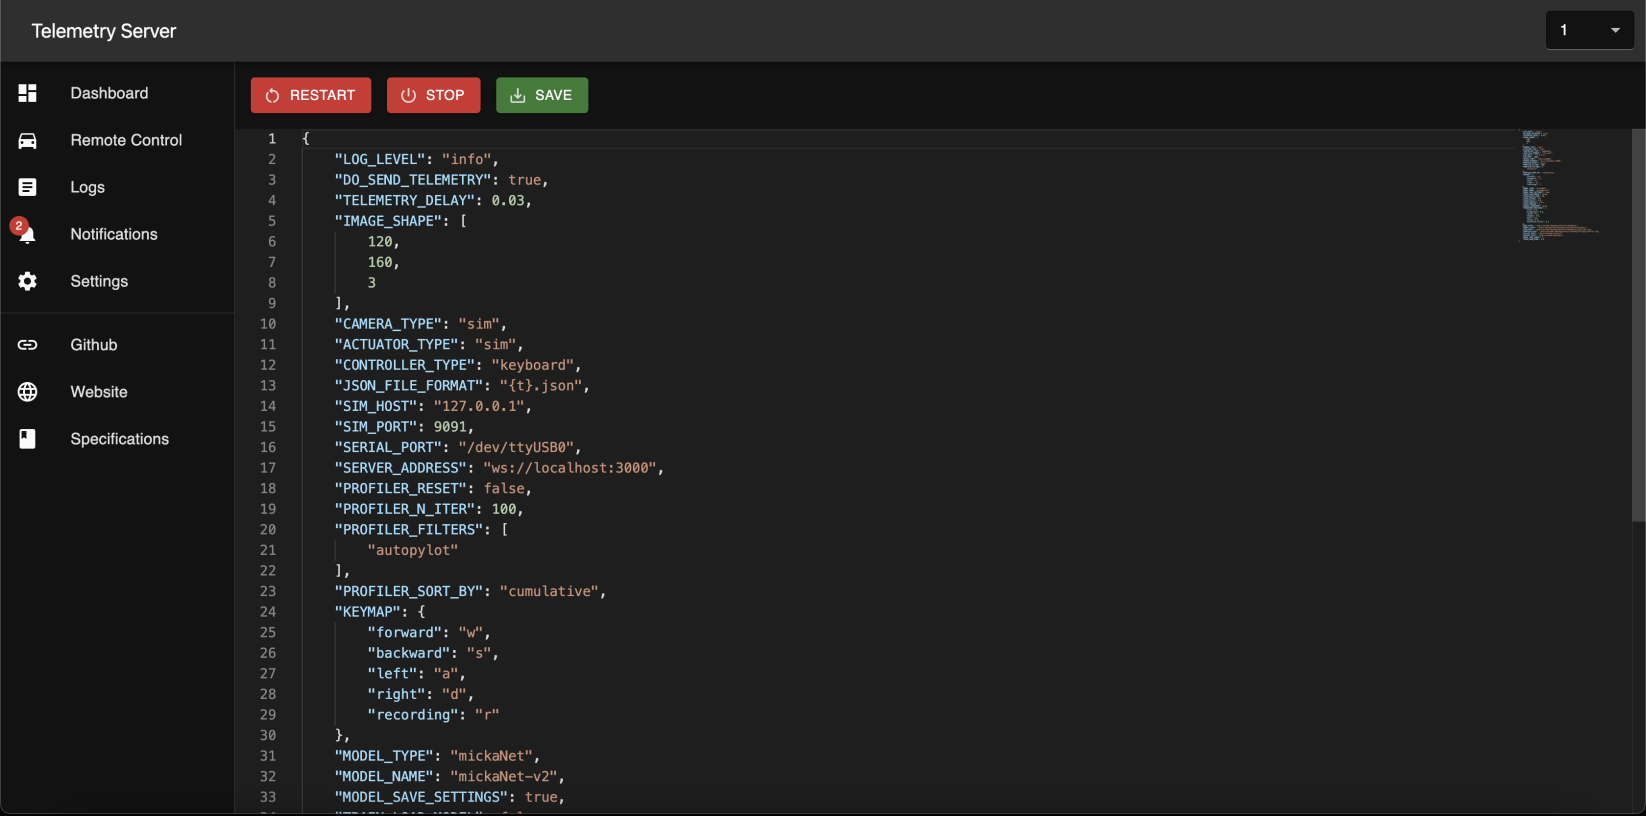 Telemetry Server
1
Dashboard
Remote Control
Logs
2
Notifications
Settings
Github
Website
Specifications
RESTART
STOP
SAVE
1 {
2 "LOG_LEVEL": "info",
3 "DO_SEND_TELEMETRY": true,
4 "TELEMETRY_DELAY": 0.03,
5 "IMAGE_SHAPE": [
6 120,
7 160,
8 3
9 ],
10 "CAMERA_TYPE": "sim",
11 "ACTUATOR_TYPE": "sim",
12 "CONTROLLER_TYPE": "keyboard",
13 "JSON_FILE_FORMAT": "{t}.json",
14 "SIM_HOST": "127.0.0.1",
15 "SIM_PORT": 9091,
16 "SERIAL_PORT": "/dev/ttyUSB0",
17 "SERVER_ADDRESS": "ws://localhost:3000",
18 "PROFILER_RESET": false,
19 "PROFILER_N_ITER": 100,
20 "PROFILER_FILTERS": [
21 "autopylot"
22 ],
23 "PROFILER_SORT_BY": "cumulative",
24 "KEYMAP": {
25 "forward": "w",
26 "backward": "s",
27 "left": "a",
28 "right": "d",
29 "recording": "r"
30 },
31 "MODEL_TYPE": "mickaNet",
32 "MODEL_NAME": "mickaNet-v2",
33 "MODEL_SAVE_SETTINGS": true,